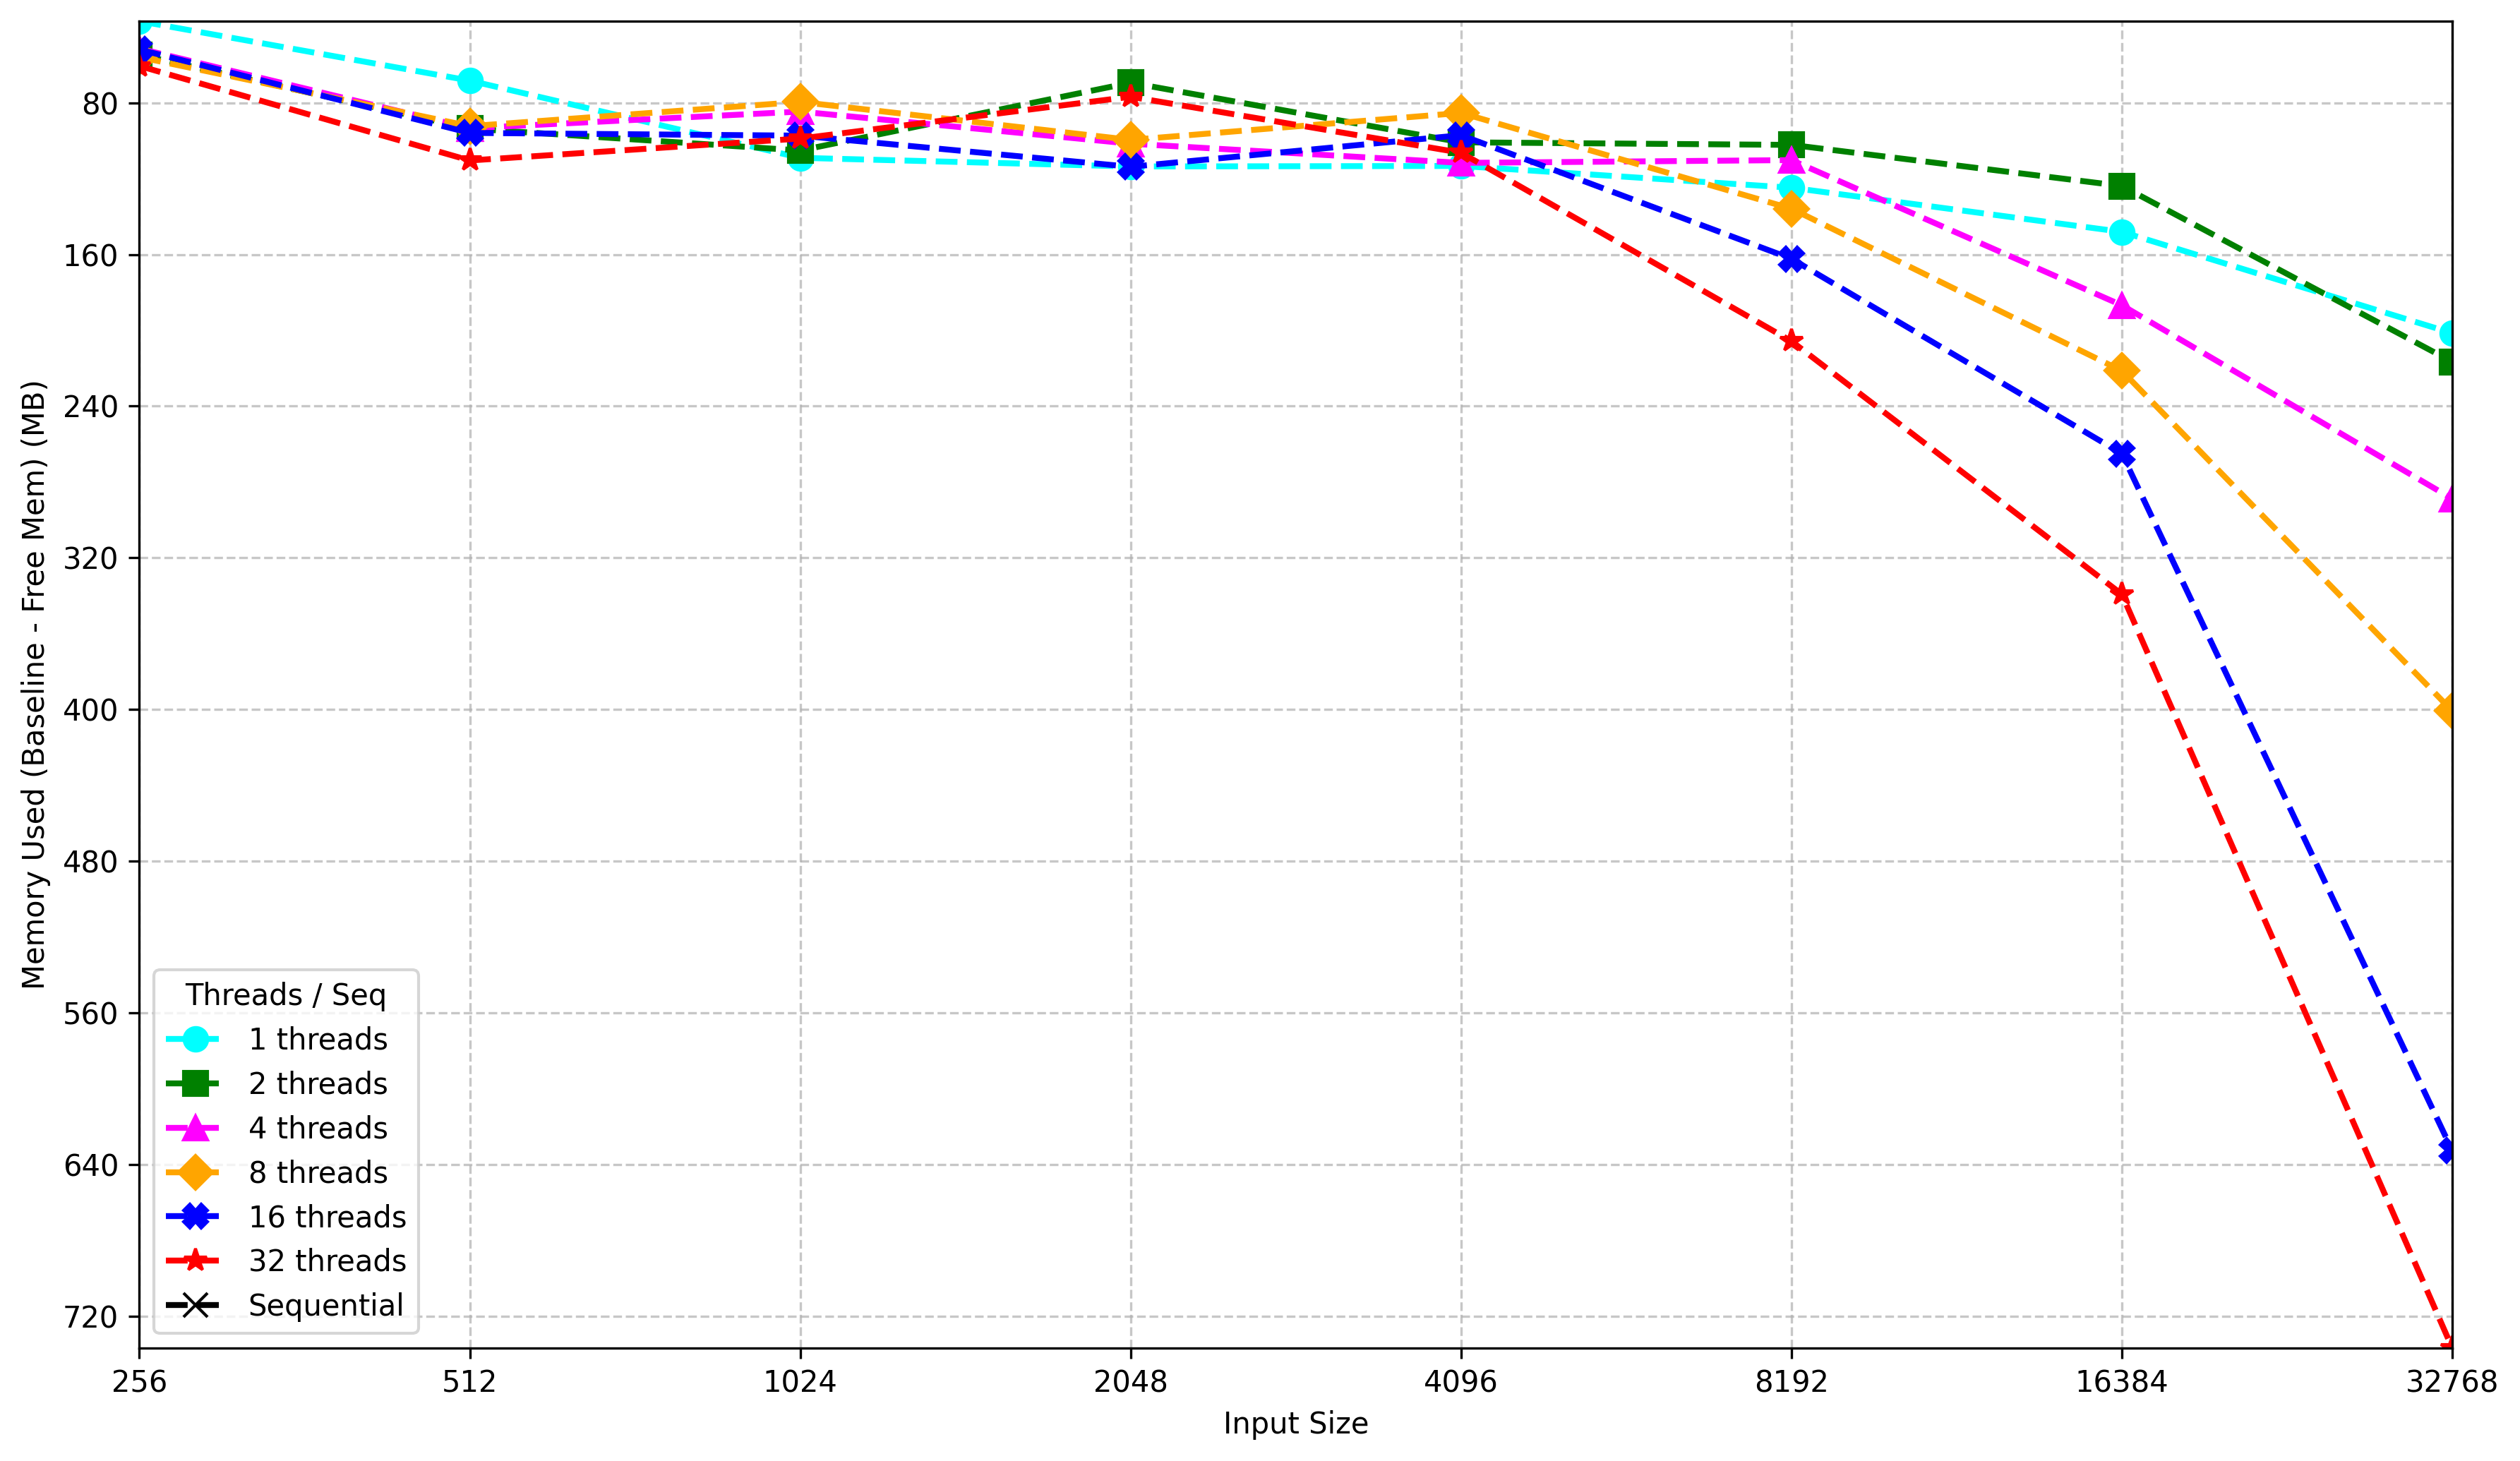 80
160
240
320
400
480
560
640
720
Memory Used (Baseline - Free Mem) (MB)
Threads / Seq
1 threads
2 threads
4 threads
8 threads
16 threads
32 threads
Sequential
256 512 1024 2048 4096 8192 16384 32768
Input Size